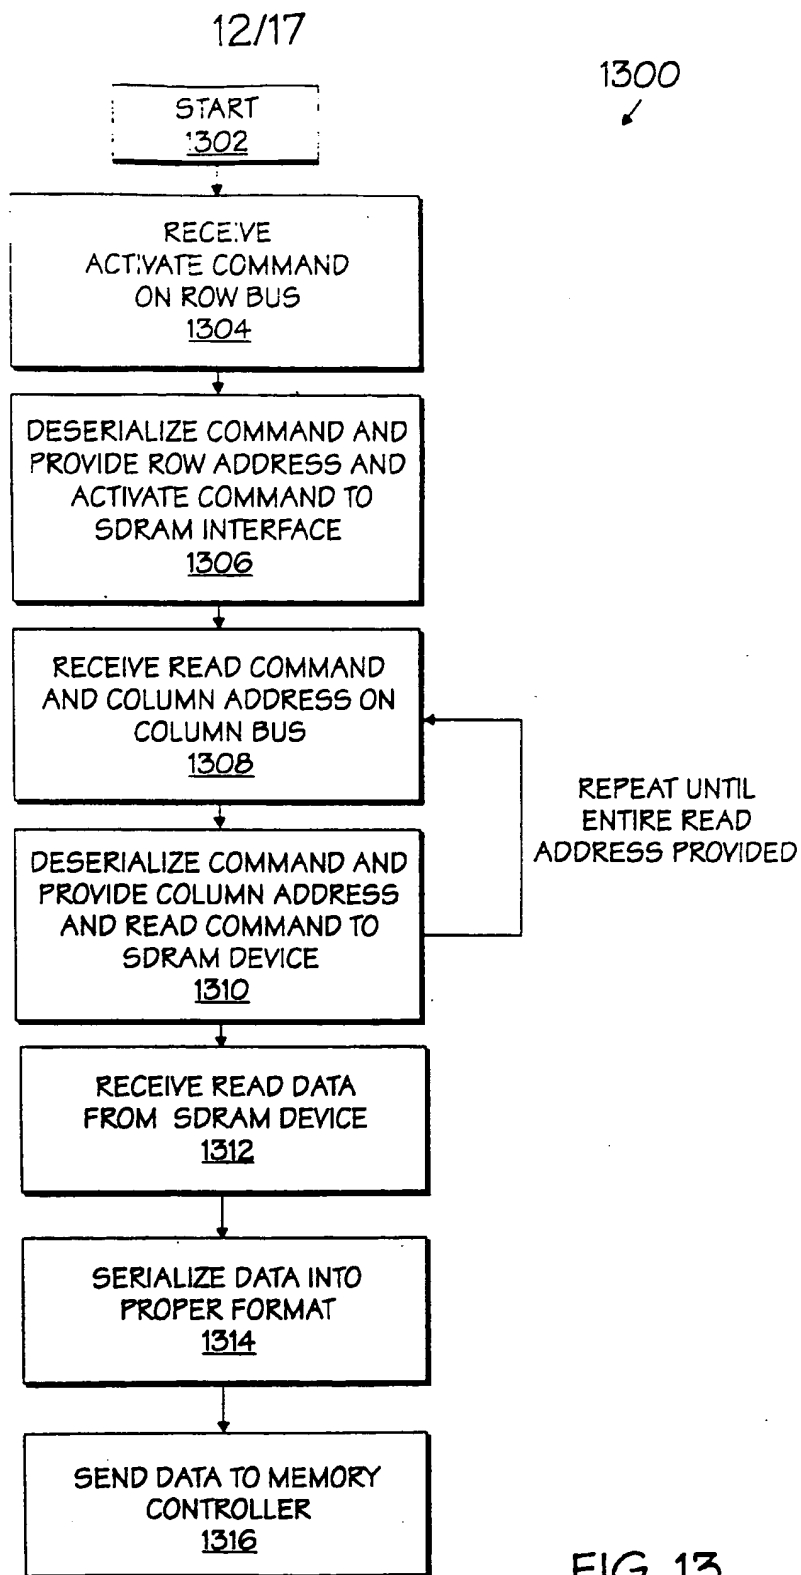 12/17
1300
START
1302
RECEIVE
ACTIVATE COMMAND
ON ROW BUS
1304
DESERIALIZE COMMAND AND
PROVIDE ROW ADDRESS AND
ACTIVATE COMMAND TO
SDRAM INTERFACE
1306
RECEIVE READ COMMAND
AND COLUMN ADDRESS ON
COLUMN BUS
1308
REPEAT UNTIL
ENTIRE READ
ADDRESS PROVIDED
DESERIALIZE COMMAND AND
PROVIDE COLUMN ADDRESS
AND READ COMMAND TO
SDRAM DEVICE
1310
RECEIVE READ DATA
FROM SDRAM DEVICE
1312
SERIALIZE DATA INTO
PROPER FORMAT
1314
SEND DATA TO MEMORY
CONTROLLER
1316
FIG. 13